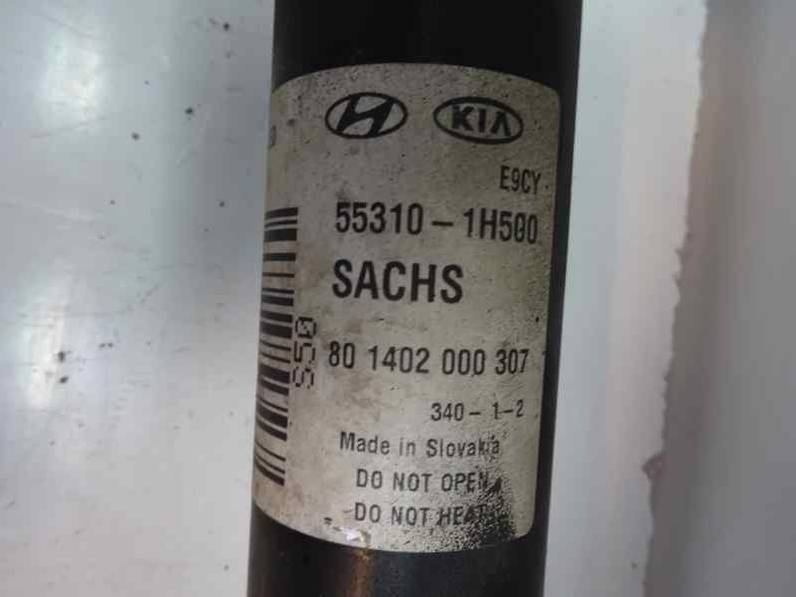 KIA
E9CY
55310-1H500
SACHS
S50
80 1402 000 307
340-1-2
Made in Slovakia
DO NOT OPEN
DO NOT HEAT